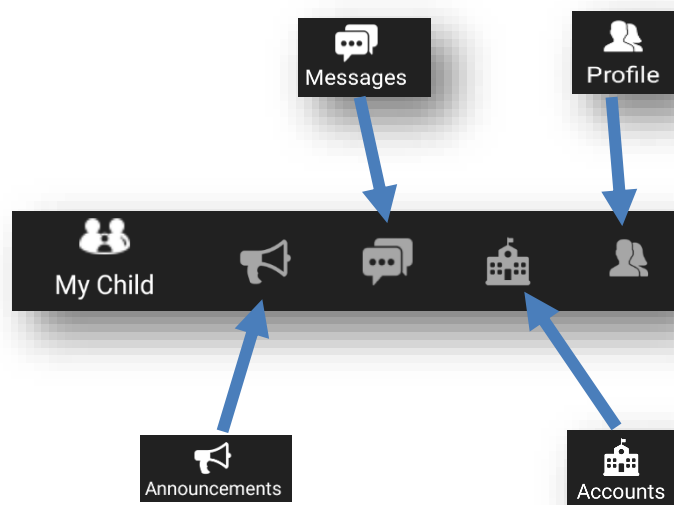 Messages
Profile
My Child
Announcements
Accounts